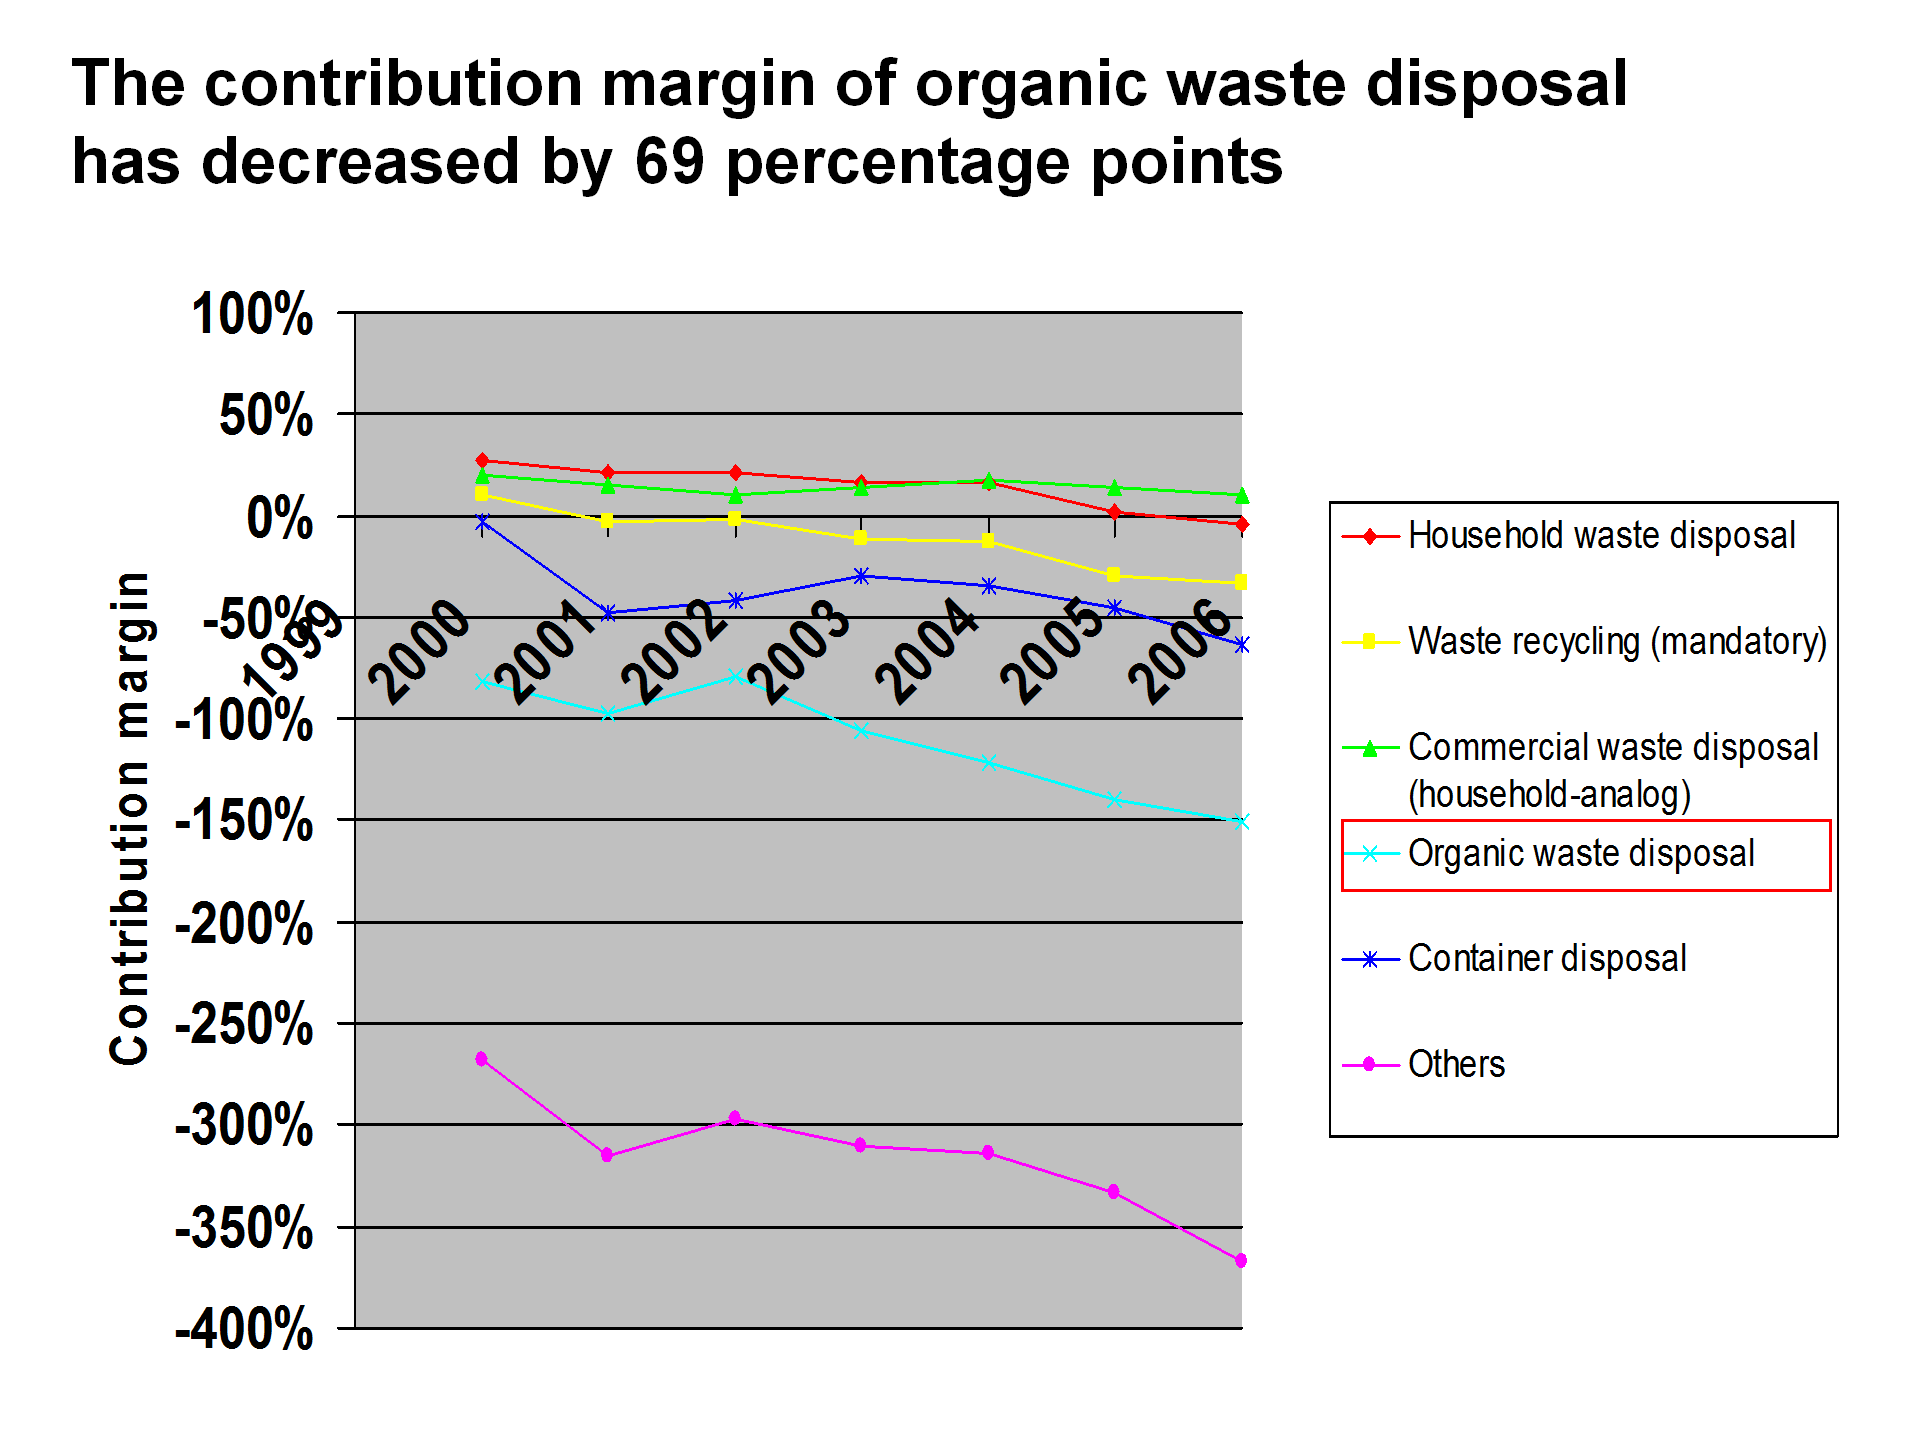 The contribution margin of organic waste disposal
has decreased by 69 percentage points
100%
50%
0%
-50%
-100%
-150%
-200%
-250%
-300%
-350%
-400%
Contribution margin
1999
2000
2001
2002
2003
2004
2005
2006
Household waste disposal
Waste recycling (mandatory)
Commercial waste disposal
(household-analog)
Organic waste disposal
Container disposal
Others